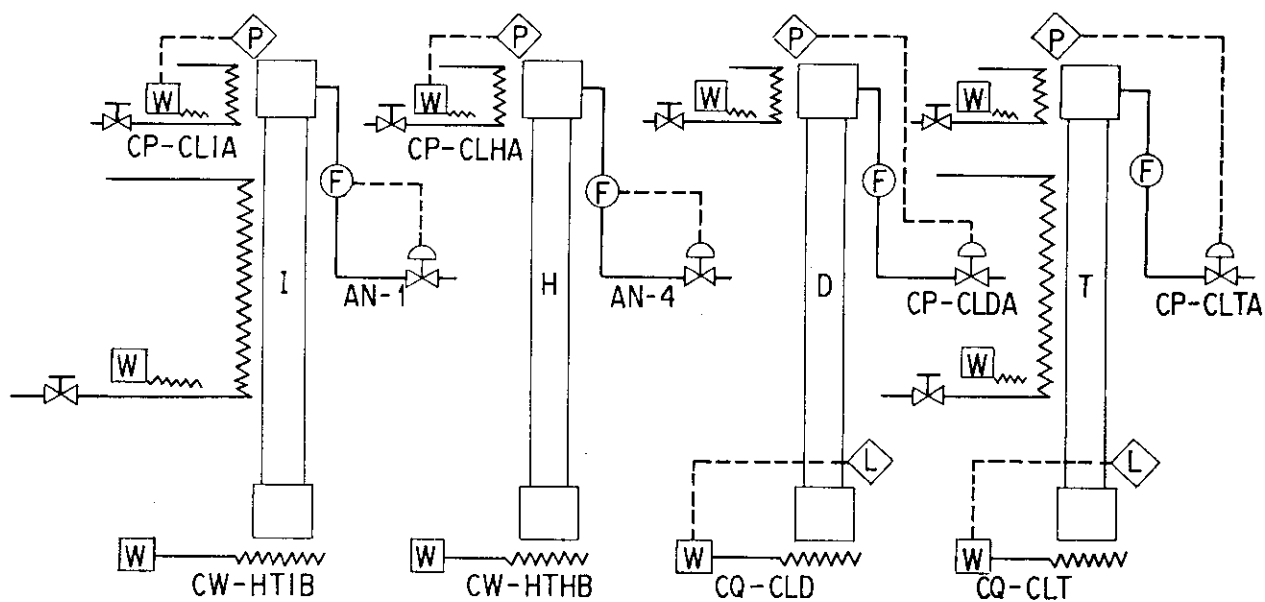 P P P P
W W W W
CP-CLIA CP-CLHA
F F F F
I H D T
AN-1 AN-4 CP-CLDA CP-CLTA
W W
L L
W W W W
CW-HTIB CW-HTHB CQ-CLD CQ-CLT